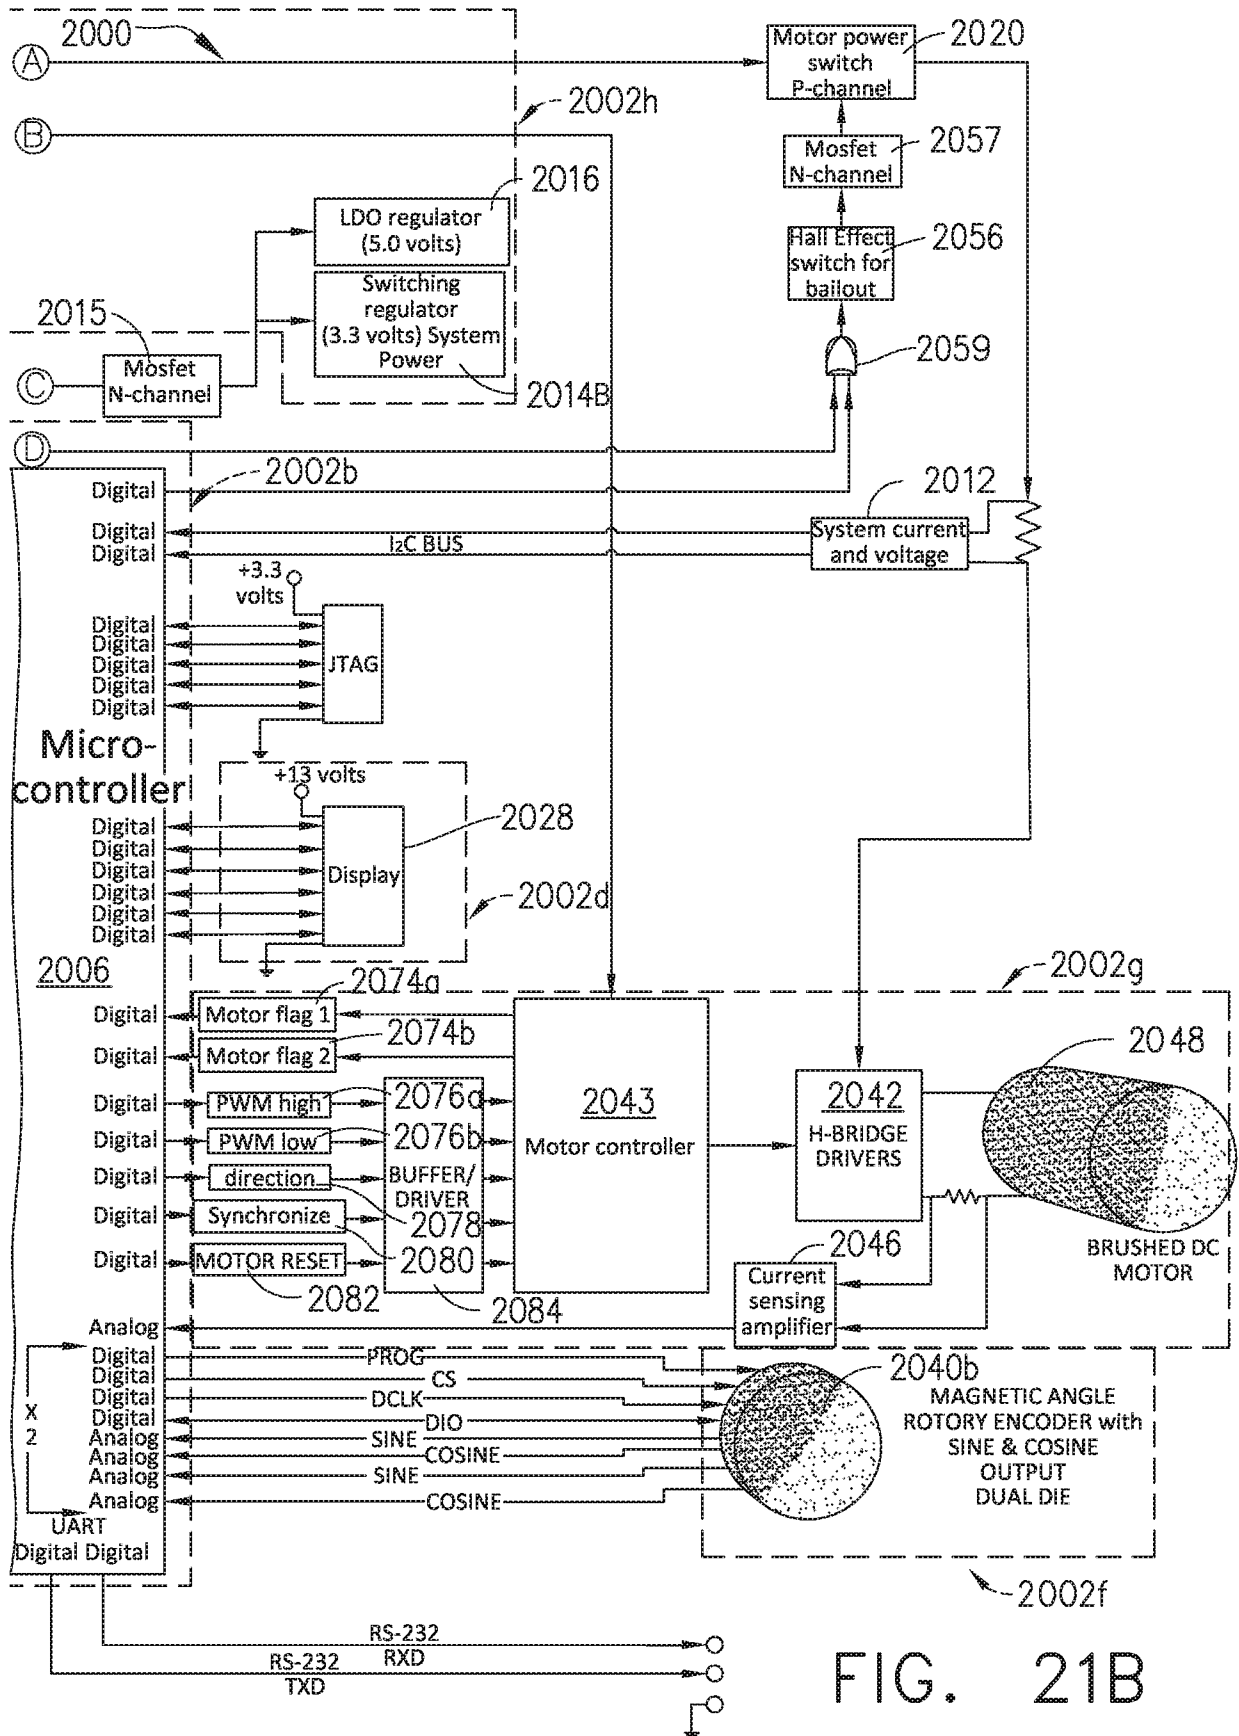 2000
A
Motor power
switch
P-channel
2020
2002h
B
Mosfet
N-channel
2057
2016
LDO regulator
(5.0 volts)
Hall Effect
switch for
bailout
2056
Switching
regulator
(3.3 volts) System
Power
2015
2059
Mosfet
N-channel
C
2014B
D
2002b
Digital
2012
Digital
Digital
I2C BUS
System current
and voltage
+3.3
volts
Digital
Digital
Digital
Digital
Digital
JTAG
Micro-
controller
+13 volts
2028
Digital
Digital
Digital
Digital
Digital
Digital
Display
2002d
2006
2074a
2002g
Digital
Motor flag 1
2074b
Digital
Motor flag 2
2048
Digital
PWM high
2076a
2043
2042
Digital
PWM low
2076b
Motor controller
H-BRIDGE
DRIVERS
Digital
direction
BUFFER/
DRIVER
Digital
Synchronize
2078
2046
BRUSHED DC
MOTOR
Digital
MOTOR RESET
2080
2082
2084
Current
sensing
amplifier
Analog
Digital
PROG
2040b
Digital
CS
Digital
DCLK
MAGNETIC ANGLE
ROTORY ENCODER with
SINE & COSINE
OUTPUT
DUAL DIE
X
2
Digital
DIO
Analog
SINE
Analog
COSINE
Analog
SINE
Analog
COSINE
UART
Digital Digital
2002f
RS-232
RXD
RS-232
TXD
FIG. 21B